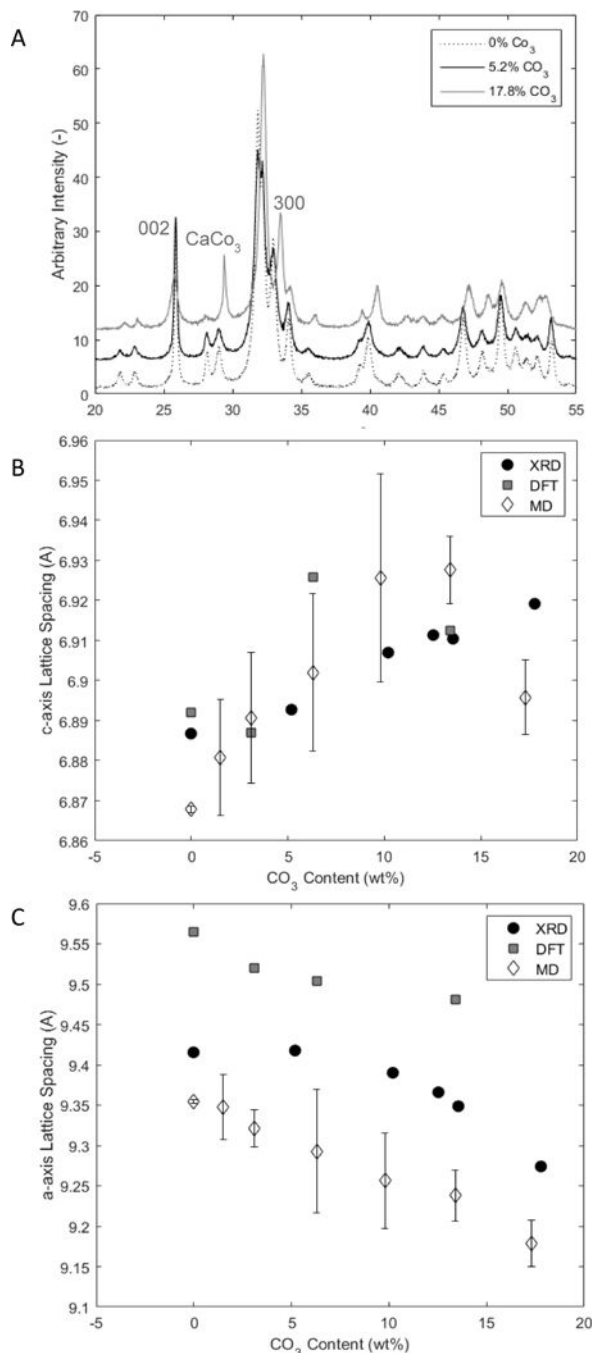 A
70
60
50
40
30
20
10
0
Arbitrary Intensity (-)
0% Co3
5.2% CO3
17.8% CO3
002
CaCo3
300
20 25 30 35 40 45 50 55
B
6.96
6.95
6.94
6.93
6.92
6.91
6.9
6.89
6.88
6.87
6.86
c-axis Lattice Spacing (A)
XRD
DFT
MD
-5 0 5 10 15 20
CO3 Content (wt%)
C
9.6
9.55
9.5
9.45
9.4
9.35
9.3
9.25
9.2
9.15
9.1
a-axis Lattice Spacing (A)
XRD
DFT
MD
-5 0 5 10 15 20
CO3 Content (wt%)